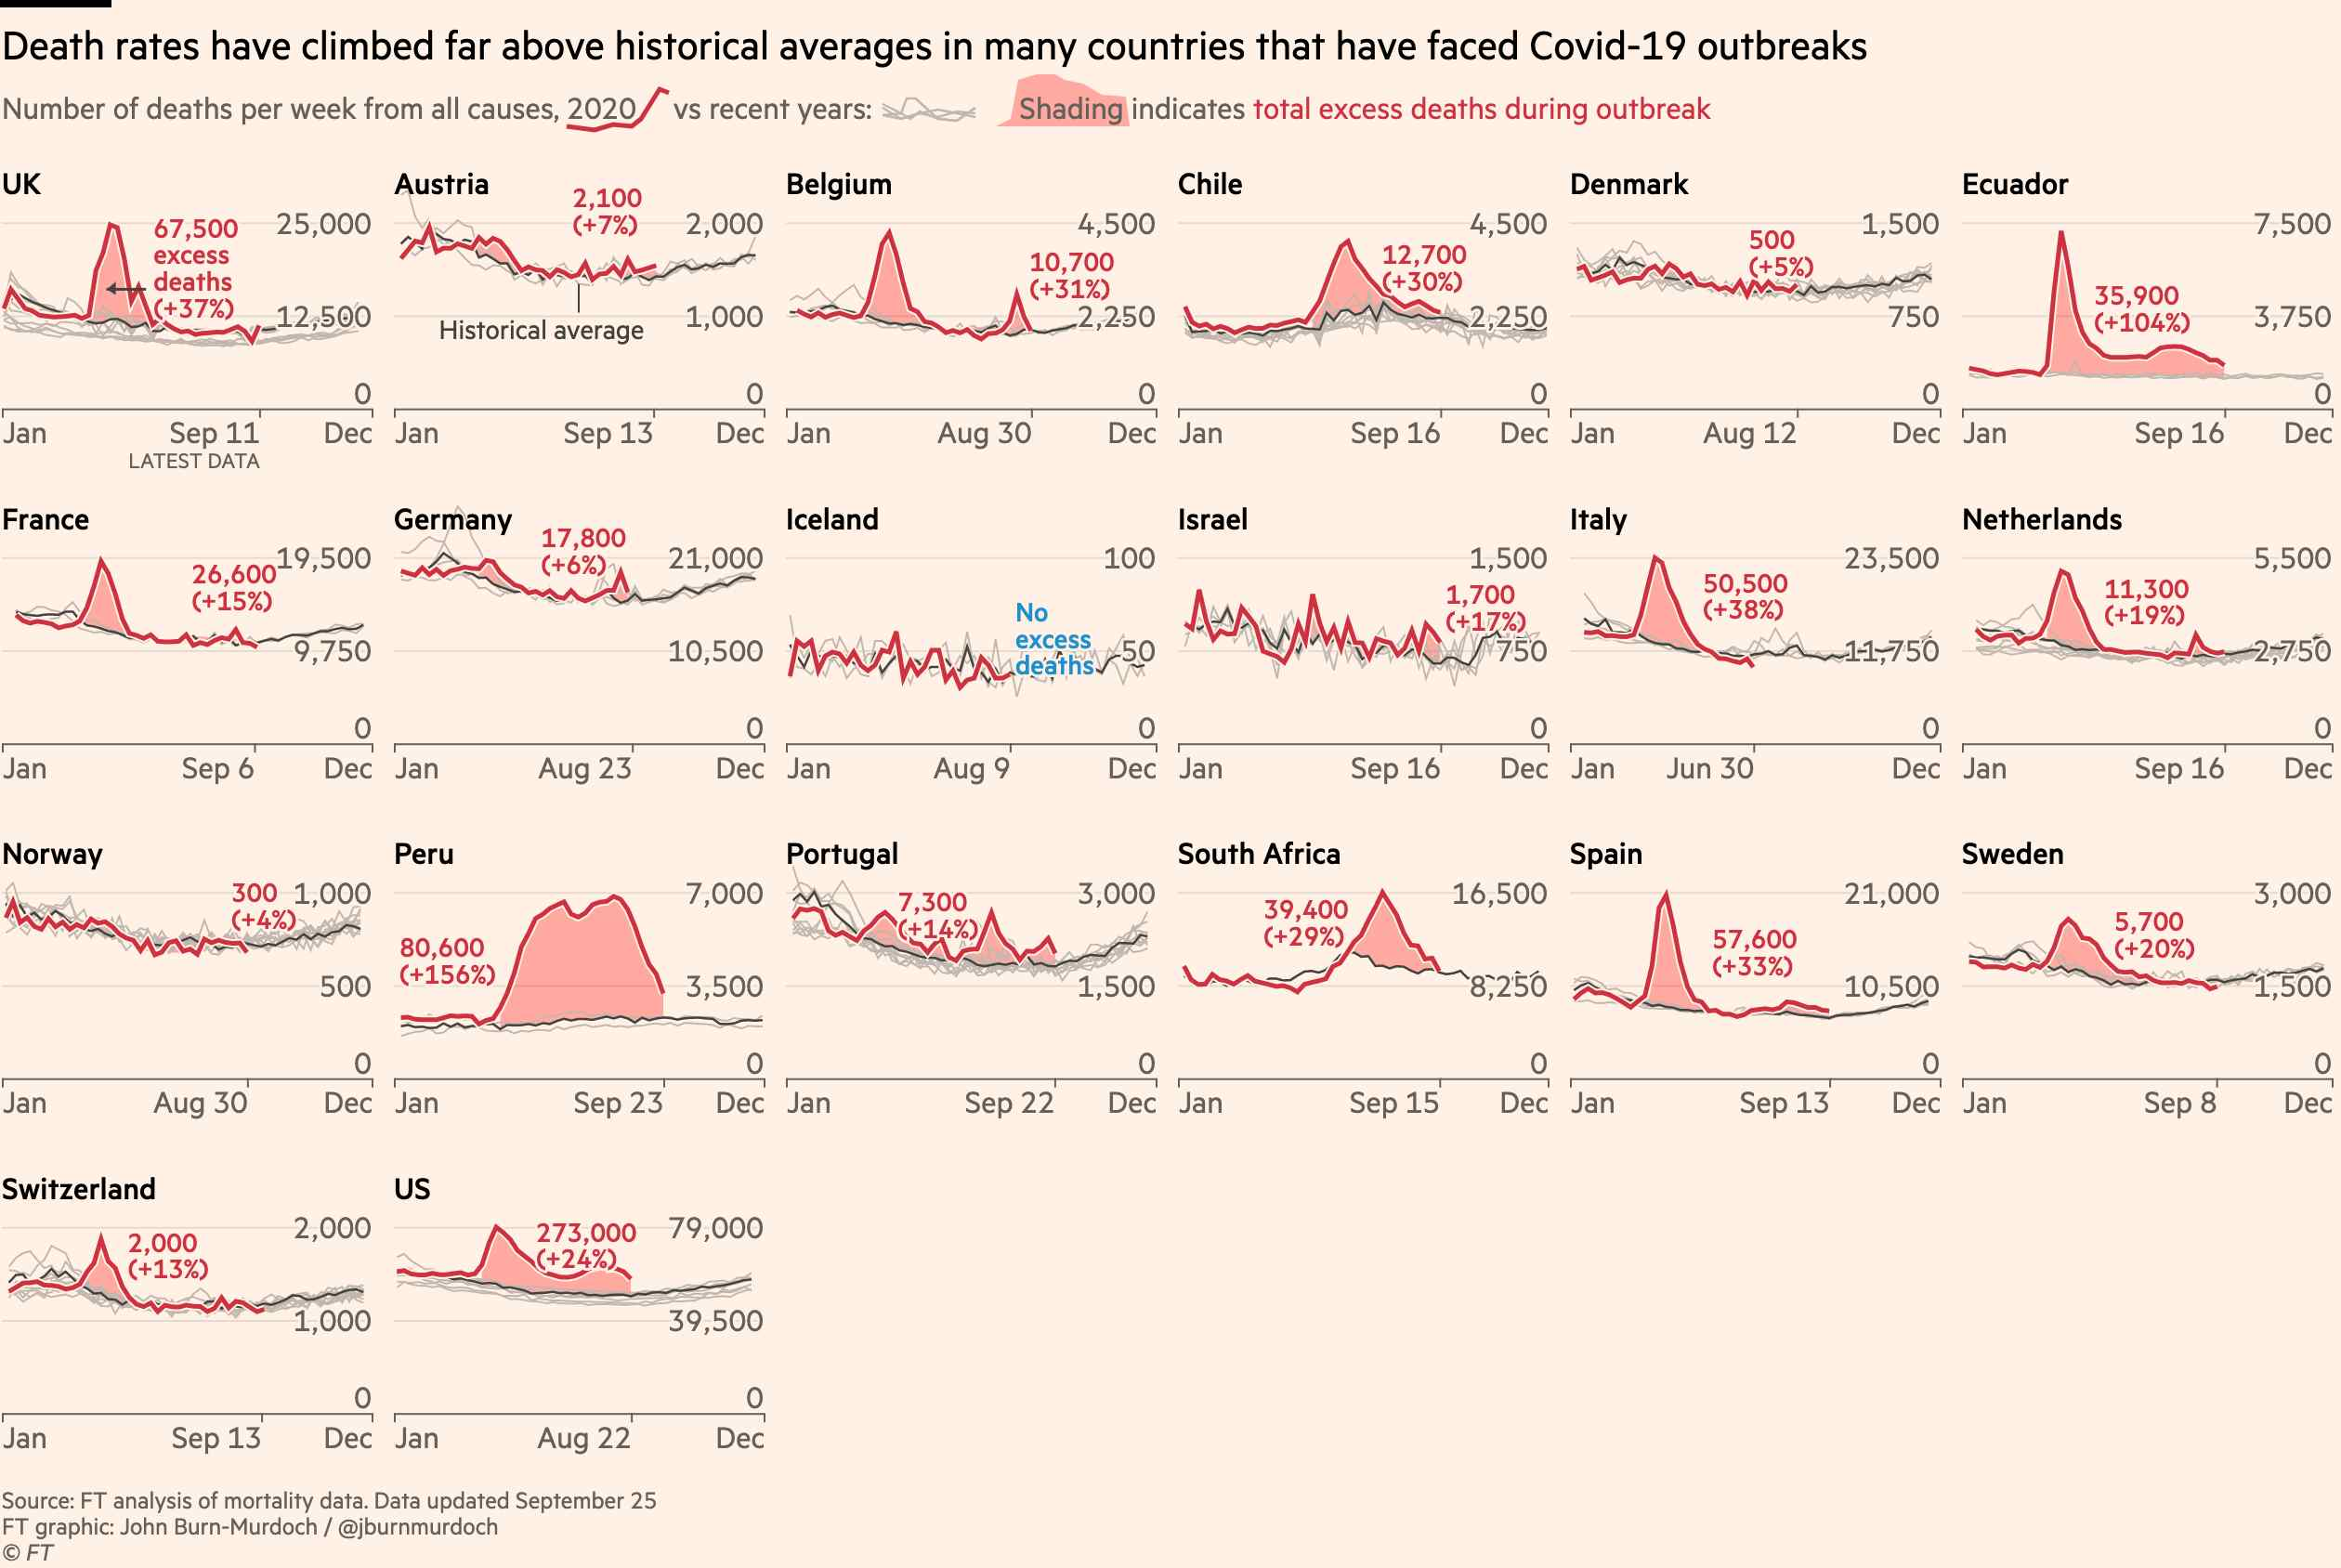 Death rates have climbed far above historical averages in many countries that have faced Covid-19 outbreaks
Number of deaths per week from all causes, 2020 vs recent years: Shading indicates total excess deaths during outbreak
UK
25,000
67,500
excess
deaths
(+37%)
12,500
0
Jan Sep 11 Dec
LATEST DATA
Austria
2,100
(+7%)
2,000
Historical average
1,000
0
Jan Sep 13 Dec
Belgium
4,500
10,700
(+31%)
2,250
0
Jan Aug 30 Dec
Chile
4,500
12,700
(+30%)
2,250
0
Jan Sep 16 Dec
Denmark
1,500
500
(+5%)
750
0
Jan Aug 12 Dec
Ecuador
7,500
35,900
(+104%)
3,750
0
Jan Sep 16 Dec
France
19,500
26,600
(+15%)
9,750
0
Jan Sep 6 Dec
Germany
17,800
(+6%)
21,000
10,500
0
Jan Aug 23 Dec
Iceland
100
No
excess
deaths
50
0
Jan Aug 9 Dec
Israel
1,500
1,700
(+17%)
750
0
Jan Sep 16 Dec
Italy
23,500
50,500
(+38%)
11,750
0
Jan Jun 30 Dec
Netherlands
5,500
11,300
(+19%)
2,750
0
Jan Sep 16 Dec
Norway
300
(+4%)
1,000
500
0
Jan Aug 30 Dec
Peru
7,000
80,600
(+156%)
3,500
0
Jan Sep 23 Dec
Portugal
7,300
(+14%)
3,000
1,500
0
Jan Sep 22 Dec
South Africa
16,500
39,400
(+29%)
8,250
0
Jan Sep 15 Dec
Spain
21,000
57,600
(+33%)
10,500
0
Jan Sep 13 Dec
Sweden
3,000
5,700
(+20%)
1,500
0
Jan Sep 8 Dec
Switzerland
2,000
2,000
(+13%)
1,000
0
Jan Sep 13 Dec
US
273,000
(+24%)
79,000
39,500
0
Jan Aug 22 Dec
Source: FT analysis of mortality data. Data updated September 25
FT graphic: John Burn-Murdoch / @jburnmurdoch
© FT